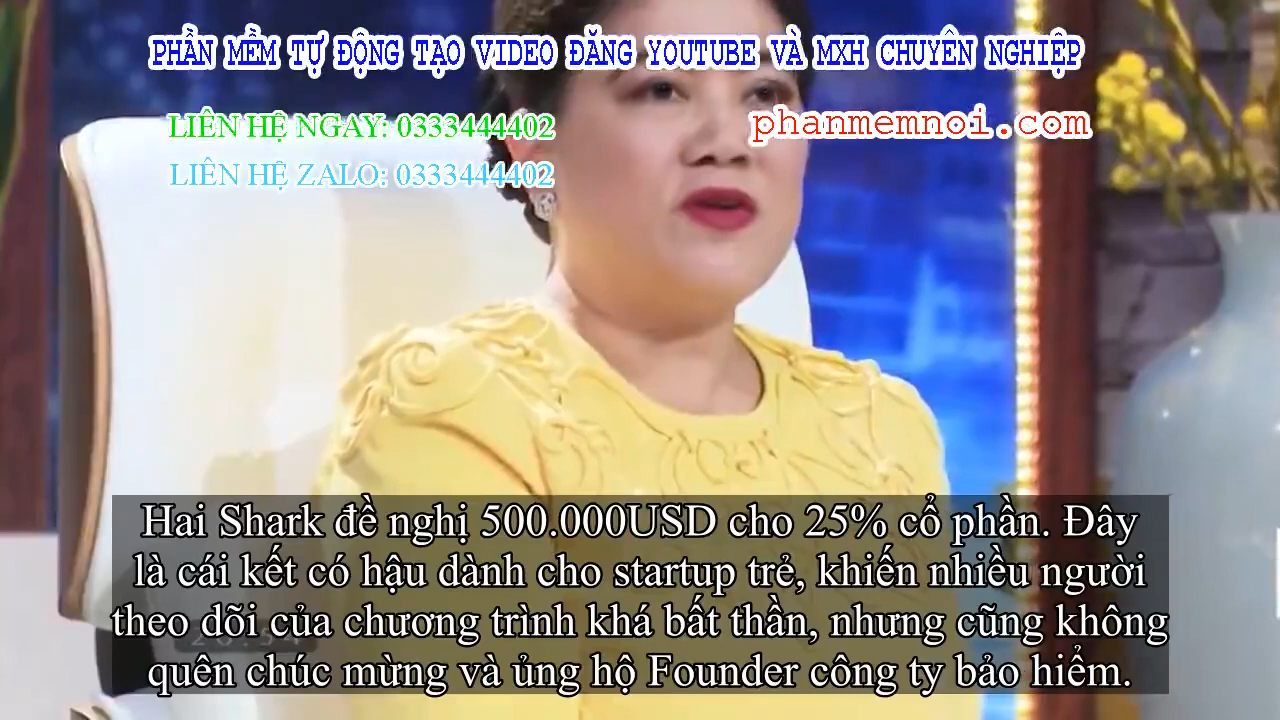 PHẦN MỀM TỰ ĐỘNG TẠO VIDEO ĐĂNG YOUTUBE VÀ MXH CHUYÊN NGHIỆP
LIÊN HỆ NGAY: 0333444402
phanmemnoi.com
LIÊN HỆ ZALO: 0333444402
Hai Shark đề nghị 500.000USD cho 25% cổ phần. Đây
là cái kết có hậu dành cho startup trẻ, khiến nhiều người
theo dõi của chương trình khá bất thần, nhưng cũng không
quên chúc mừng và ủng hộ Founder công ty bảo hiểm.